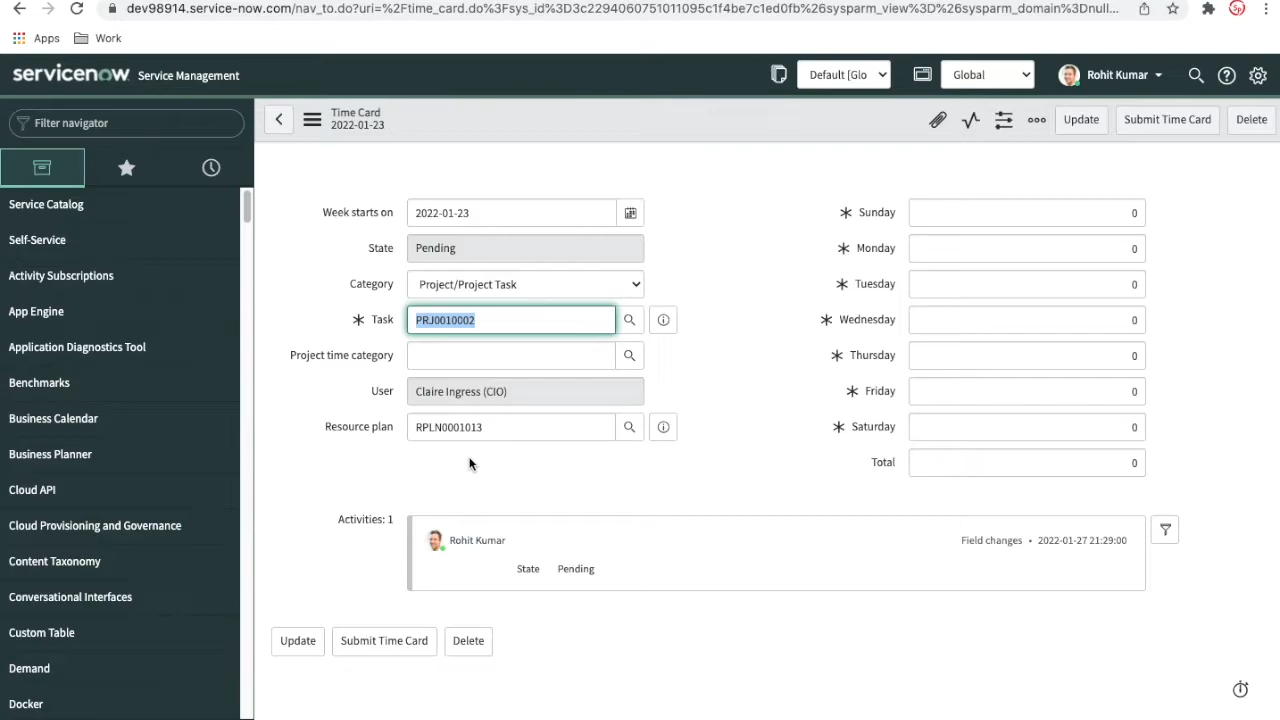 dev98914.service-now.com/nav_to.do?uri=%2Ftime_card.do%3Fsys_id%3D3c2294060751011095c1f4be7c1ed0fb%26sysparm_view%3D%26sysparm_domain%3Dnull...
Apps
Work
servicenow Service Management
Default [Glo
Global
Rohit Kumar
Filter navigator
Time Card
2022-01-23
Update
Submit Time Card
Delete
Service Catalog
Self-Service
Activity Subscriptions
App Engine
Application Diagnostics Tool
Benchmarks
Business Calendar
Business Planner
Cloud API
Cloud Provisioning and Governance
Content Taxonomy
Conversational Interfaces
Custom Table
Demand
Docker
Week starts on 2022-01-23
State Pending
Category Project/Project Task
Task PRJ0010002
Project time category
User Claire Ingress (CIO)
Resource plan RPLN0001013
Sunday 0
Monday 0
Tuesday 0
Wednesday 0
Thursday 0
Friday 0
Saturday 0
Total 0
Activities: 1
Rohit Kumar
Field changes • 2022-01-27 21:29:00
State Pending
Update
Submit Time Card
Delete